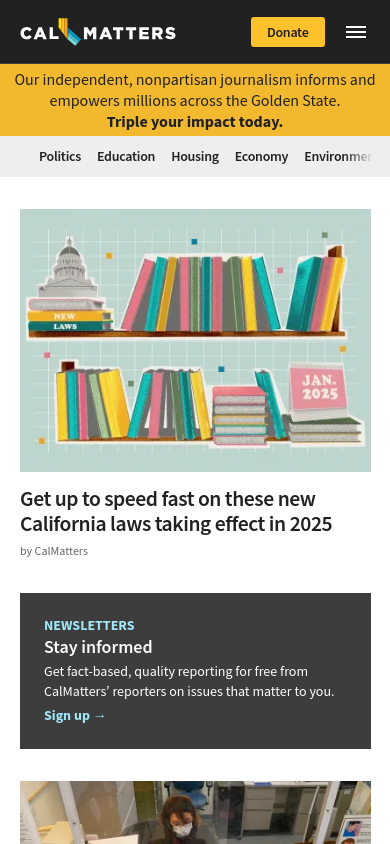 CALMATTERS
Donate
Our independent, nonpartisan journalism informs and
empowers millions across the Golden State.
Triple your impact today.
Politics Education Housing Economy Environmen
NEW
LAWS
JAN.
2025
Get up to speed fast on these new
California laws taking effect in 2025
by CalMatters
NEWSLETTERS
Stay informed
Get fact-based, quality reporting for free from
CalMatters’ reporters on issues that matter to you.
Sign up →